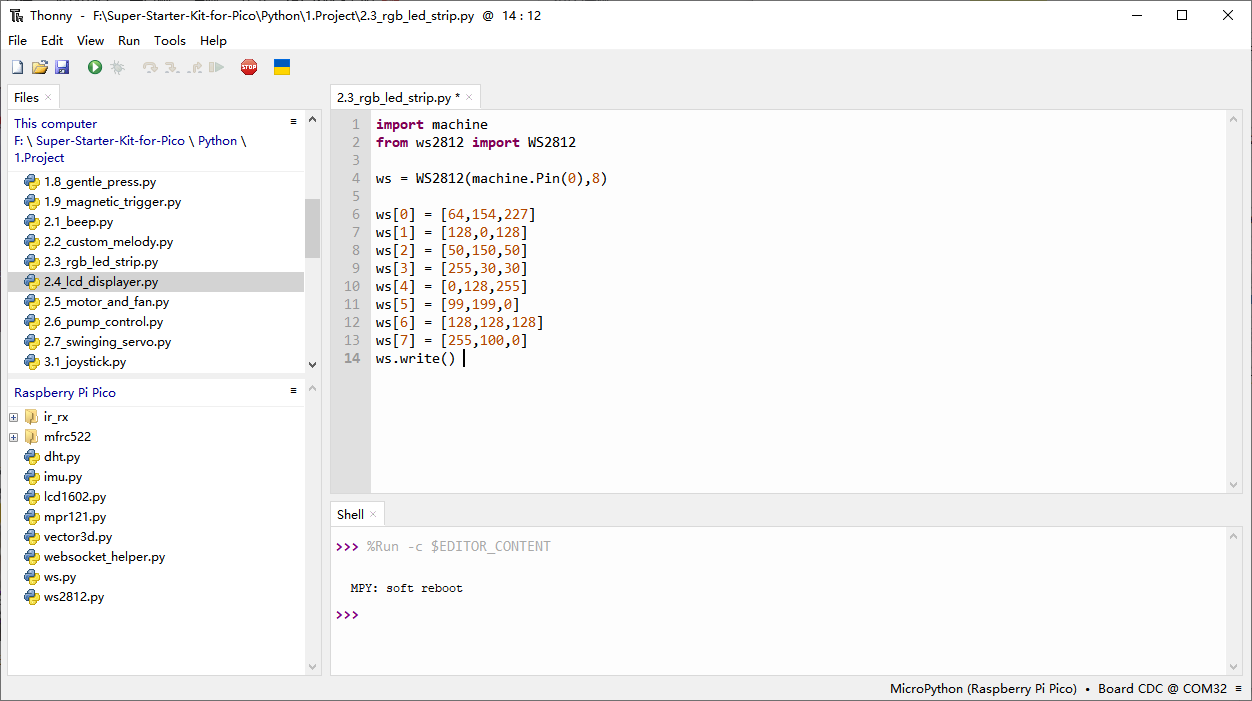 Thonny - F:\Super-Starter-Kit-for-Pico\Python\1.Project\2.3_rgb_led_strip.py @ 14 : 12
File Edit View Run Tools Help
STOP
Files
This computer
F: \ Super-Starter-Kit-for-Pico \ Python \
1.Project
1.8_gentle_press.py
1.9_magnetic_trigger.py
2.1_beep.py
2.2_custom_melody.py
2.3_rgb_led_strip.py
2.4_lcd_displayer.py
2.5_motor_and_fan.py
2.6_pump_control.py
2.7_swinging_servo.py
3.1_joystick.py
Raspberry Pi Pico
ir_rx
mfrc522
dht.py
imu.py
lcd1602.py
mpr121.py
vector3d.py
websocket_helper.py
ws.py
ws2812.py
2.3_rgb_led_strip.py *
1 import machine
2 from ws2812 import WS2812
3
4 ws = WS2812(machine.Pin(0),8)
5
6 ws[0] = [64,154,227]
7 ws[1] = [128,0,128]
8 ws[2] = [50,150,50]
9 ws[3] = [255,30,30]
10 ws[4] = [0,128,255]
11 ws[5] = [99,199,0]
12 ws[6] = [128,128,128]
13 ws[7] = [255,100,0]
14 ws.write()
Shell
>>> %Run -c $EDITOR_CONTENT
MPY: soft reboot
>>>
MicroPython (Raspberry Pi Pico) • Board CDC @ COM32